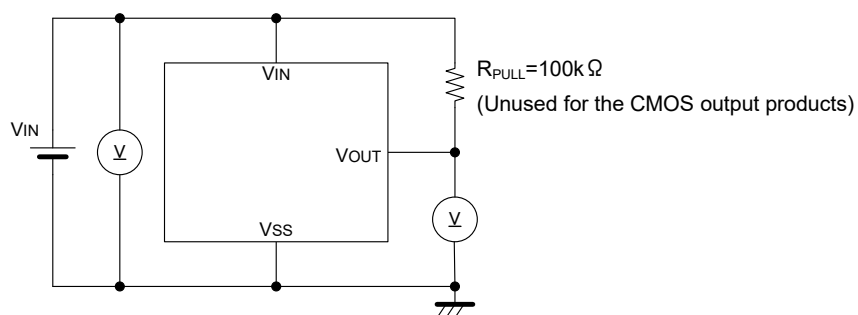 VIN
RPULL=100kΩ
(Unused for the CMOS output products)
VIN
V
VOUT
V
VSS